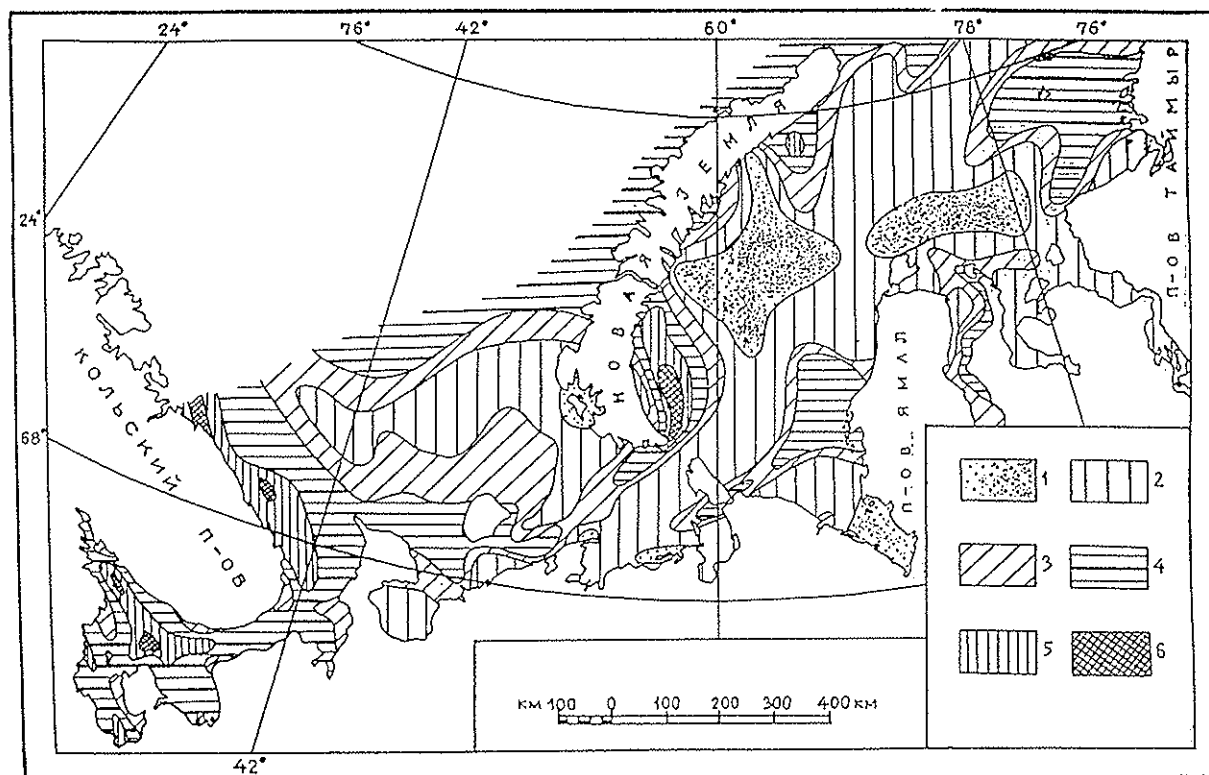 24° 76° 42° 60° 78° 76°
П-ОВ ТАЙМЫР
НОВАЯ ЗЕМЛЯ
24°
КОЛЬСКИЙ П-ОВ
68°
П-ОВ ЯМАЛ
1 2
3 4
5 6
КМ 100 0 100 200 300 400 КМ
42°